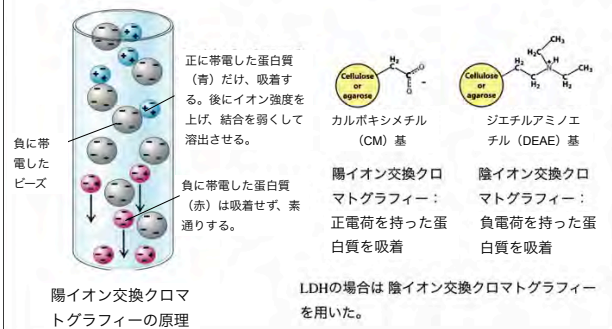 正に帯電した蛋白質
(青)だけ、吸着す
る。後にイオン強度を
上げ、結合を弱くして
溶出させる。
負に帯
電した
ビーズ
負に帯電した蛋白質
(赤)は吸着せず、素
通りする。
陽イオン交換クロマ
トグラフィーの原理
Cellulose
or
agarose
H₂
C
C
O
O
-
カルボキシメチル
(CM)基
Cellulose
or
agarose
H₂
C
C
H₂
N
H
+
H₂
C
CH₃
C
H₂
CH₃
ジエチルアミノエ
チル(DEAE)基
陽イオン交換クロ
マトグラフィー:
正電荷を持った蛋
白質を吸着
陰イオン交換クロ
マトグラフィー:
負電荷を持った蛋
白質を吸着
LDHの場合は 陰イオン交換クロマトグラフィー
を用いた。